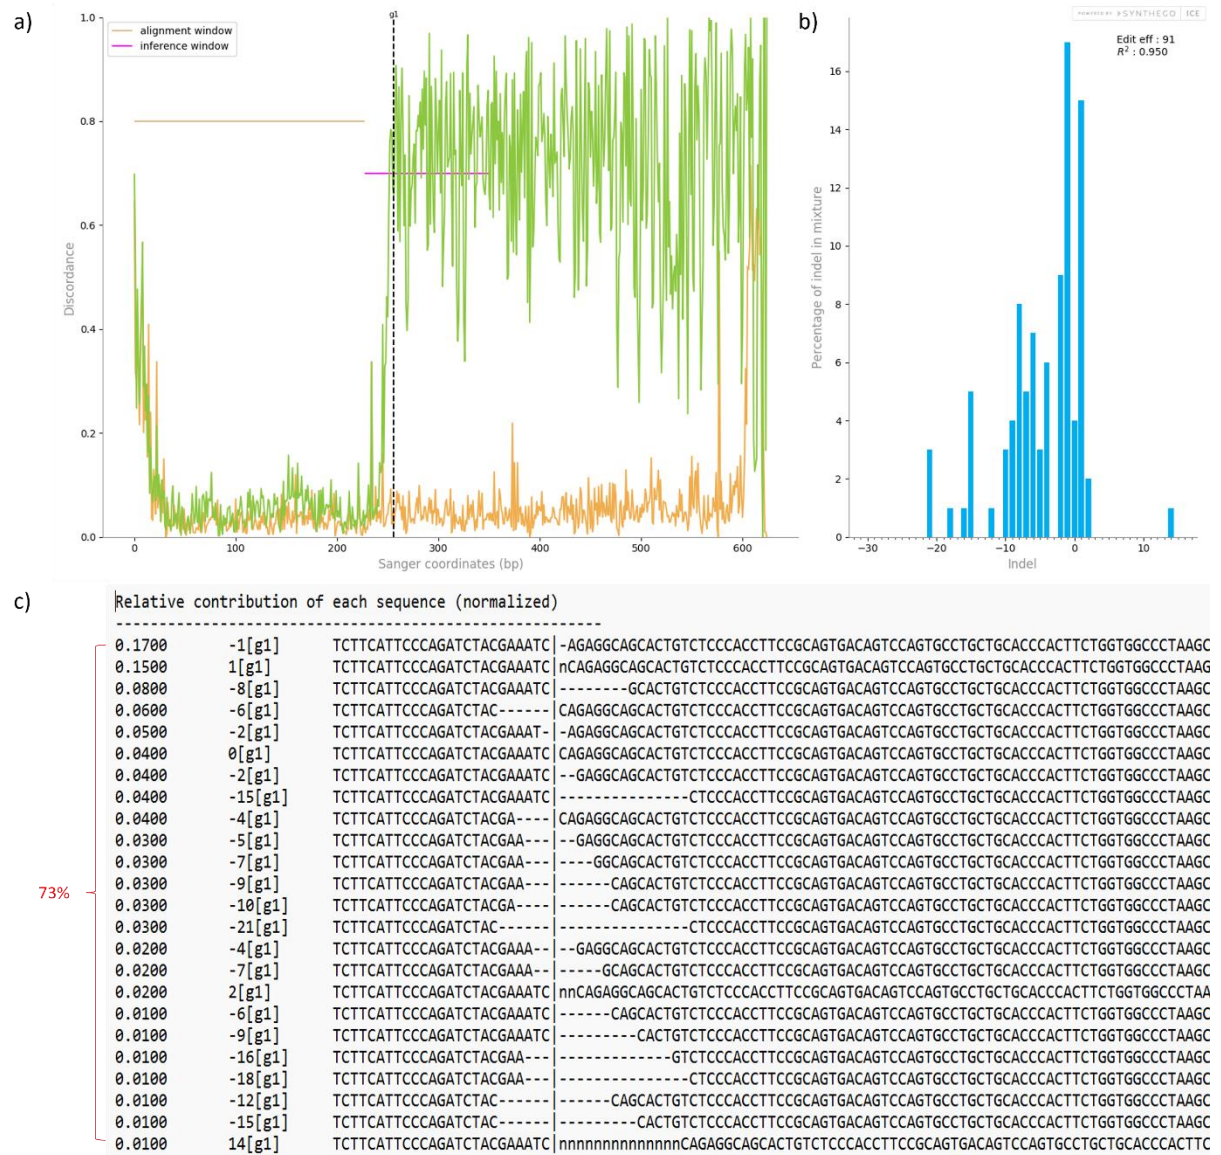 a)
g1
alignment window
inference window
1.0
0.8
0.6
0.4
0.2
0.0
Discordance
0
100
200
300
400
500
600
Sanger coordinates (bp)
b)
POWERED BY SYNTHEGO ICE
Edit eff : 91
R² : 0.950
16
14
12
10
8
6
4
2
0
Percentage of indel in mixture
−30
−20
−10
0
10
Indel
c)
Relative contribution of each sequence (normalized)
--------------------------------------------------------
73%
0.1700 -1[g1] TCTTCATTCCCAGATCTACGAAATC|-AGAGGCAGCACTGTCTCCCACCTTCCGCAGTGACAGTCCAGTGCCTGCTGCACCCACTTCTGGTGGCCCTAAGC
0.1500 1[g1] TCTTCATTCCCAGATCTACGAAATC|nCAGAGGCAGCACTGTCTCCCACCTTCCGCAGTGACAGTCCAGTGCCTGCTGCACCCACTTCTGGTGGCCCTAAG
0.0800 -8[g1] TCTTCATTCCCAGATCTACGAAATC|--------GCACTGTCTCCCACCTTCCGCAGTGACAGTCCAGTGCCTGCTGCACCCACTTCTGGTGGCCCTAAGC
0.0600 -6[g1] TCTTCATTCCCAGATCTAC------|CAGAGGCAGCACTGTCTCCCACCTTCCGCAGTGACAGTCCAGTGCCTGCTGCACCCACTTCTGGTGGCCCTAAGC
0.0500 -2[g1] TCTTCATTCCCAGATCTACGAAAT-|-AGAGGCAGCACTGTCTCCCACCTTCCGCAGTGACAGTCCAGTGCCTGCTGCACCCACTTCTGGTGGCCCTAAGC
0.0400 0[g1] TCTTCATTCCCAGATCTACGAAATC|CAGAGGCAGCACTGTCTCCCACCTTCCGCAGTGACAGTCCAGTGCCTGCTGCACCCACTTCTGGTGGCCCTAAGC
0.0400 -2[g1] TCTTCATTCCCAGATCTACGAAATC|--GAGGCAGCACTGTCTCCCACCTTCCGCAGTGACAGTCCAGTGCCTGCTGCACCCACTTCTGGTGGCCCTAAGC
0.0400 -15[g1] TCTTCATTCCCAGATCTACGAAATC|---------------CTCCCACCTTCCGCAGTGACAGTCCAGTGCCTGCTGCACCCACTTCTGGTGGCCCTAAGC
0.0400 -4[g1] TCTTCATTCCCAGATCTACGA----|CAGAGGCAGCACTGTCTCCCACCTTCCGCAGTGACAGTCCAGTGCCTGCTGCACCCACTTCTGGTGGCCCTAAGC
0.0300 -5[g1] TCTTCATTCCCAGATCTACGAA---|--GAGGCAGCACTGTCTCCCACCTTCCGCAGTGACAGTCCAGTGCCTGCTGCACCCACTTCTGGTGGCCCTAAGC
0.0300 -7[g1] TCTTCATTCCCAGATCTACGAA---|----GGCAGCACTGTCTCCCACCTTCCGCAGTGACAGTCCAGTGCCTGCTGCACCCACTTCTGGTGGCCCTAAGC
0.0300 -9[g1] TCTTCATTCCCAGATCTACGAA---|------CAGCACTGTCTCCCACCTTCCGCAGTGACAGTCCAGTGCCTGCTGCACCCACTTCTGGTGGCCCTAAGC
0.0300 -10[g1] TCTTCATTCCCAGATCTACGA----|------CAGCACTGTCTCCCACCTTCCGCAGTGACAGTCCAGTGCCTGCTGCACCCACTTCTGGTGGCCCTAAGC
0.0300 -21[g1] TCTTCATTCCCAGATCTAC------|---------------CTCCCACCTTCCGCAGTGACAGTCCAGTGCCTGCTGCACCCACTTCTGGTGGCCCTAAGC
0.0200 -4[g1] TCTTCATTCCCAGATCTACGAAA--|--GAGGCAGCACTGTCTCCCACCTTCCGCAGTGACAGTCCAGTGCCTGCTGCACCCACTTCTGGTGGCCCTAAGC
0.0200 -7[g1] TCTTCATTCCCAGATCTACGAAA--|-----GCAGCACTGTCTCCCACCTTCCGCAGTGACAGTCCAGTGCCTGCTGCACCCACTTCTGGTGGCCCTAAGC
0.0200 2[g1] TCTTCATTCCCAGATCTACGAAATC|nnCAGAGGCAGCACTGTCTCCCACCTTCCGCAGTGACAGTCCAGTGCCTGCTGCACCCACTTCTGGTGGCCCTAA
0.0100 -6[g1] TCTTCATTCCCAGATCTACGAAATC|------CAGCACTGTCTCCCACCTTCCGCAGTGACAGTCCAGTGCCTGCTGCACCCACTTCTGGTGGCCCTAAGC
0.0100 -9[g1] TCTTCATTCCCAGATCTACGAAATC|---------CACTGTCTCCCACCTTCCGCAGTGACAGTCCAGTGCCTGCTGCACCCACTTCTGGTGGCCCTAAGC
0.0100 -16[g1] TCTTCATTCCCAGATCTACGAA---|-------------GTCTCCCACCTTCCGCAGTGACAGTCCAGTGCCTGCTGCACCCACTTCTGGTGGCCCTAAGC
0.0100 -18[g1] TCTTCATTCCCAGATCTACGAA---|---------------CTCCCACCTTCCGCAGTGACAGTCCAGTGCCTGCTGCACCCACTTCTGGTGGCCCTAAGC
0.0100 -12[g1] TCTTCATTCCCAGATCTAC------|------CAGCACTGTCTCCCACCTTCCGCAGTGACAGTCCAGTGCCTGCTGCACCCACTTCTGGTGGCCCTAAGC
0.0100 -15[g1] TCTTCATTCCCAGATCTAC------|---------CACTGTCTCCCACCTTCCGCAGTGACAGTCCAGTGCCTGCTGCACCCACTTCTGGTGGCCCTAAGC
0.0100 14[g1] TCTTCATTCCCAGATCTACGAAATC|nnnnnnnnnnnnnnCAGAGGCAGCACTGTCTCCCACCTTCCGCAGTGACAGTCCAGTGCCTGCTGCACCCACTTC